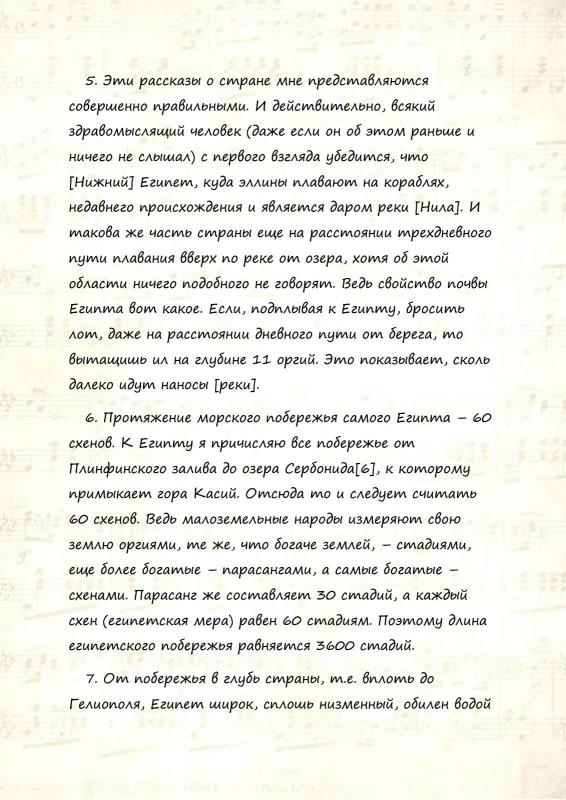 5. Эти рассказы о стране мне представляются
совершенно правильными. И действительно, всякий
здравомыслящий человек (даже если он об этом раньше и
ничего не слышал) с первого взгляда убедится, что
[Нижний] Египет, куда эллины плавают на кораблях,
недавнего происхождения и является даром реки [Нила]. И
такова же часть страны еще на расстоянии трехдневного
пути плавания вверх по реке от озера, хотя об этой
области ничего подобного не говорят. Ведь свойство почвы
Египта вот какое. Если, подплывая к Египту, бросить
лот, даже на расстоянии дневного пути от берега, то
вытащишь ил на глубине 11 оргий. Это показывает, сколь
далеко идут наносы [реки].
6. Протяжение морского побережья самого Египта – 60
схенов. К Египту я причисляю все побережье от
Плинфинского залива до озера Сербонида[6], к которому
примыкает гора Касий. Отсюда то и следует считать
60 схенов. Ведь малоземельные народы измеряют свою
землю оргиями, те же, что богаче землей, – стадиями,
еще более богатые – парасангами, а самые богатые –
схенами. Парасанг же составляет 30 стадий, а каждый
схен (египетская мера) равен 60 стадиям. Поэтому длина
египетского побережья равняется 3600 стадий.
7. От побережья в глубь страны, т.е. вплоть до
Гелиополя, Египет широк, сплошь низменный, обилен водой